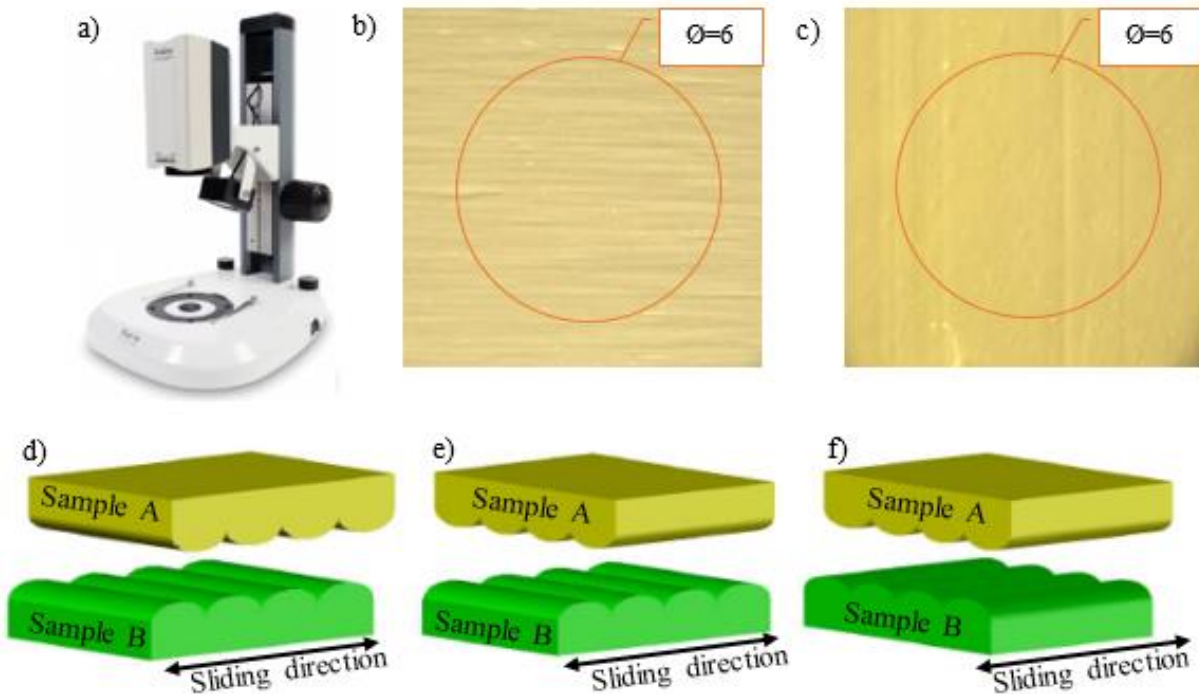 a)
b)
Ø=6
c)
Ø=6
d)
Sample A
Sample B
Sliding direction
e)
Sample A
Sample B
Sliding direction
f)
Sample A
Sample B
Sliding direction